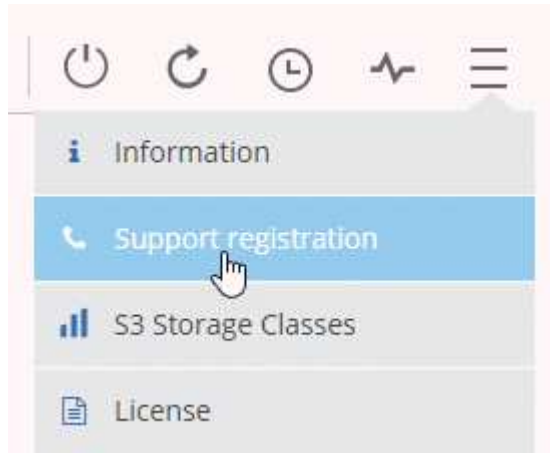 Information
Support registration
S3 Storage Classes
License